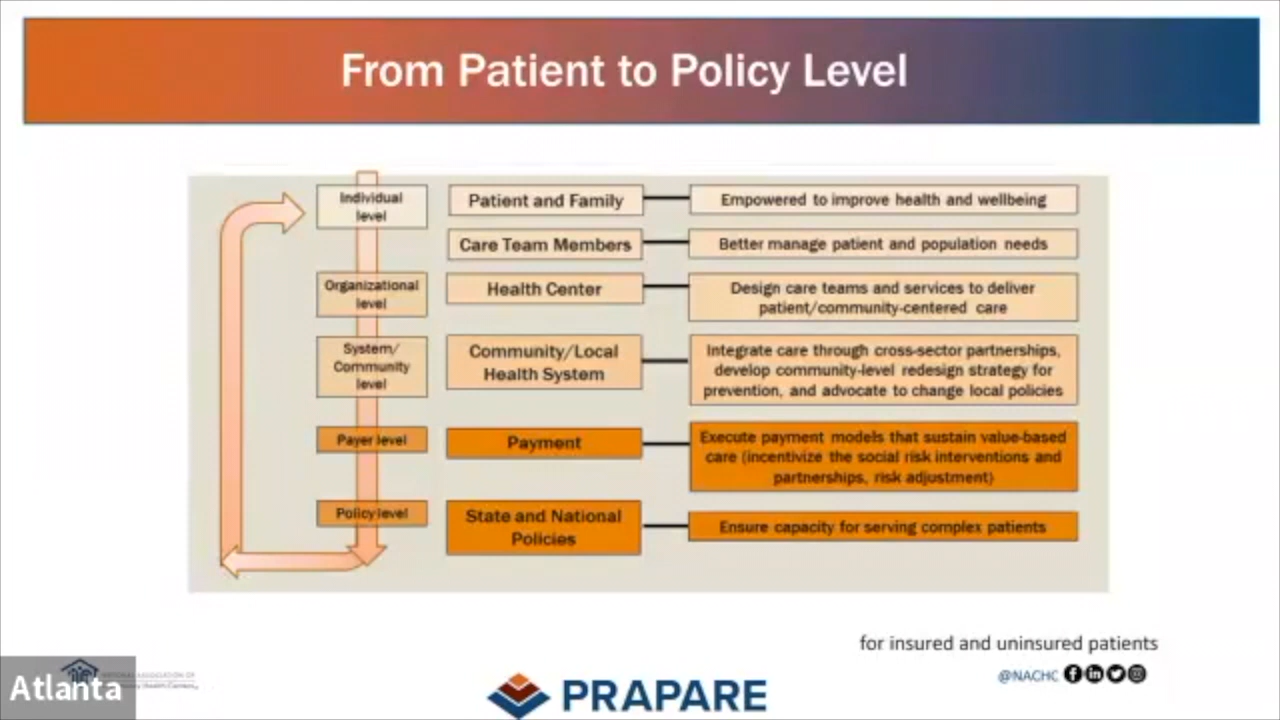 From Patient to Policy Level
Individual
level
Patient and Family
Empowered to improve health and wellbeing
Care Team Members
Better manage patient and population needs
Organizational
level
Health Center
Design care teams and services to deliver
patient/community-centered care
System/
Community
level
Community/Local
Health System
Integrate care through cross-sector partnerships,
develop community-level redesign strategy for
prevention, and advocate to change local policies
Payer level
Payment
Execute payment models that sustain value-based
care (incentivize the social risk interventions and
partnerships, risk adjustment)
Policy level
State and National
Policies
Ensure capacity for serving complex patients
for insured and uninsured patients
@NACHC
NATIONAL ASSOCIATION OF
Health Centers
Atlanta
PRAPARE